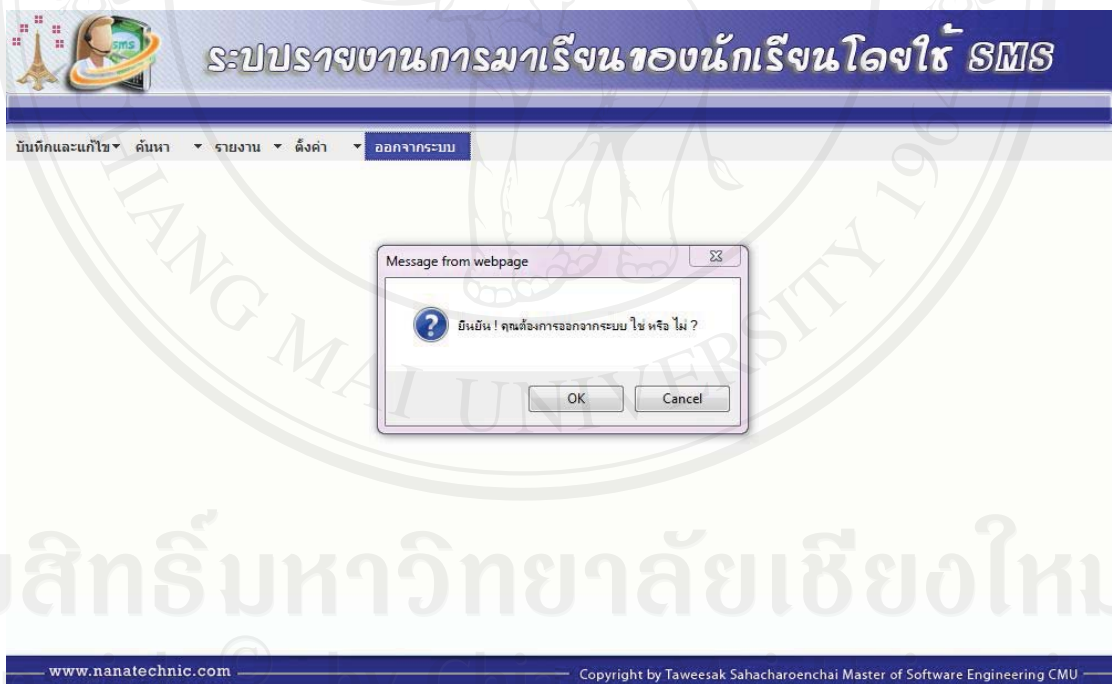 sms
ระบบรายงานการมาเรียนของนักเรียนโดยใช้ SMS
บันทึกและแก้ไข ค้นหา รายงาน ตั้งค่า ออกจากระบบ
Message from webpage
ยืนยัน ! คุณต้องการออกจากระบบ ใช่ หรือ ไม่ ?
OK Cancel
CHIANG MAI UNIVERSITY 196
สิทธิ์มหาวิทยาลัยเชียงใหม
www.nanatechnic.com
Copyright by Taweesak Sahacharoenchai Master of Software Engineering CMU